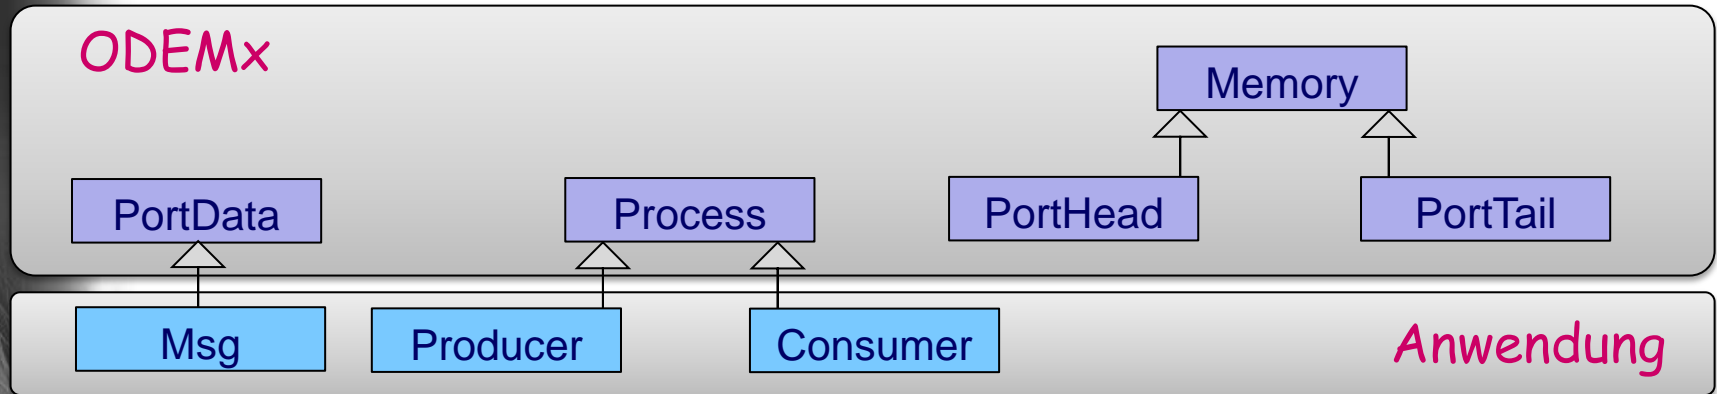 ODEMx
Memory
PortData
Process
PortHead
PortTail
Msg
Producer
Consumer
Anwendung